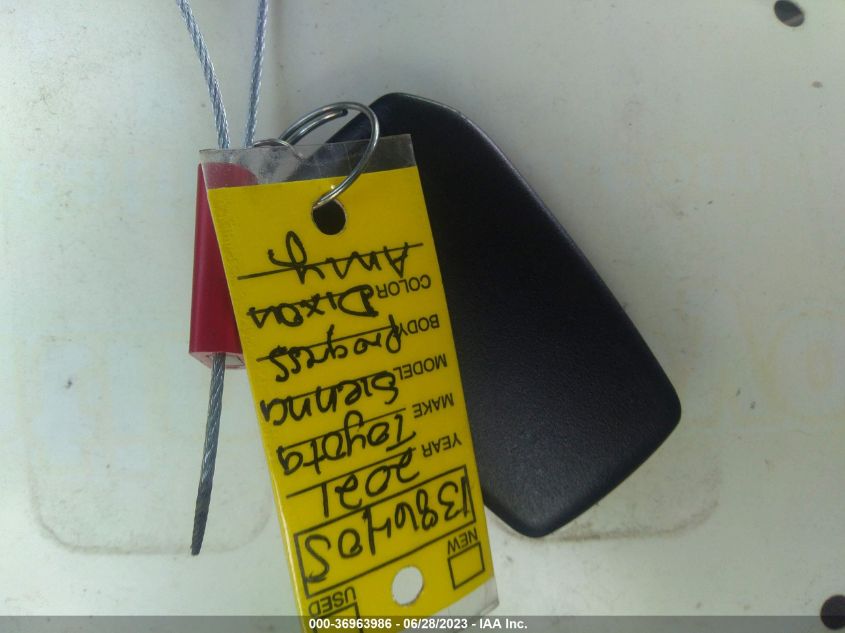 USED NEW
YEAR 2021
MAKE Toyota
MODEL Sienna
BODY Progress
COLOR Dixon
000-36963986 - 06/28/2023 - IAA Inc.